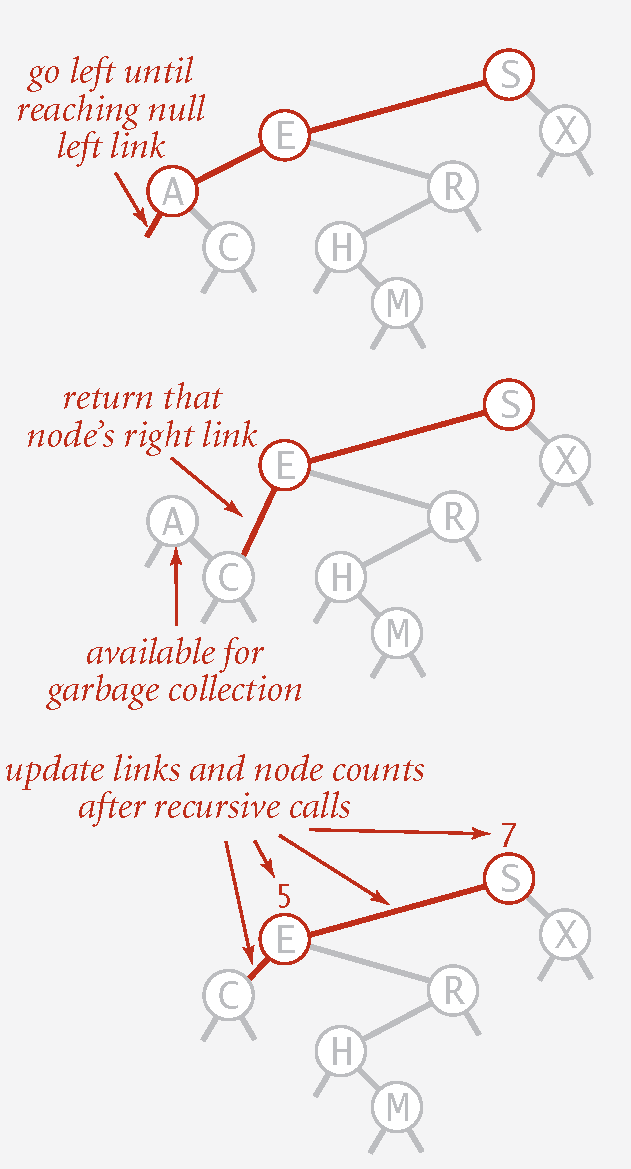 go left until
reaching null
left link
S
E
X
A
R
C
H
M
return that
node's right link
S
E
X
A
R
C
H
M
available for
garbage collection
update links and node counts
after recursive calls
7
S
5
E
X
C
R
H
M